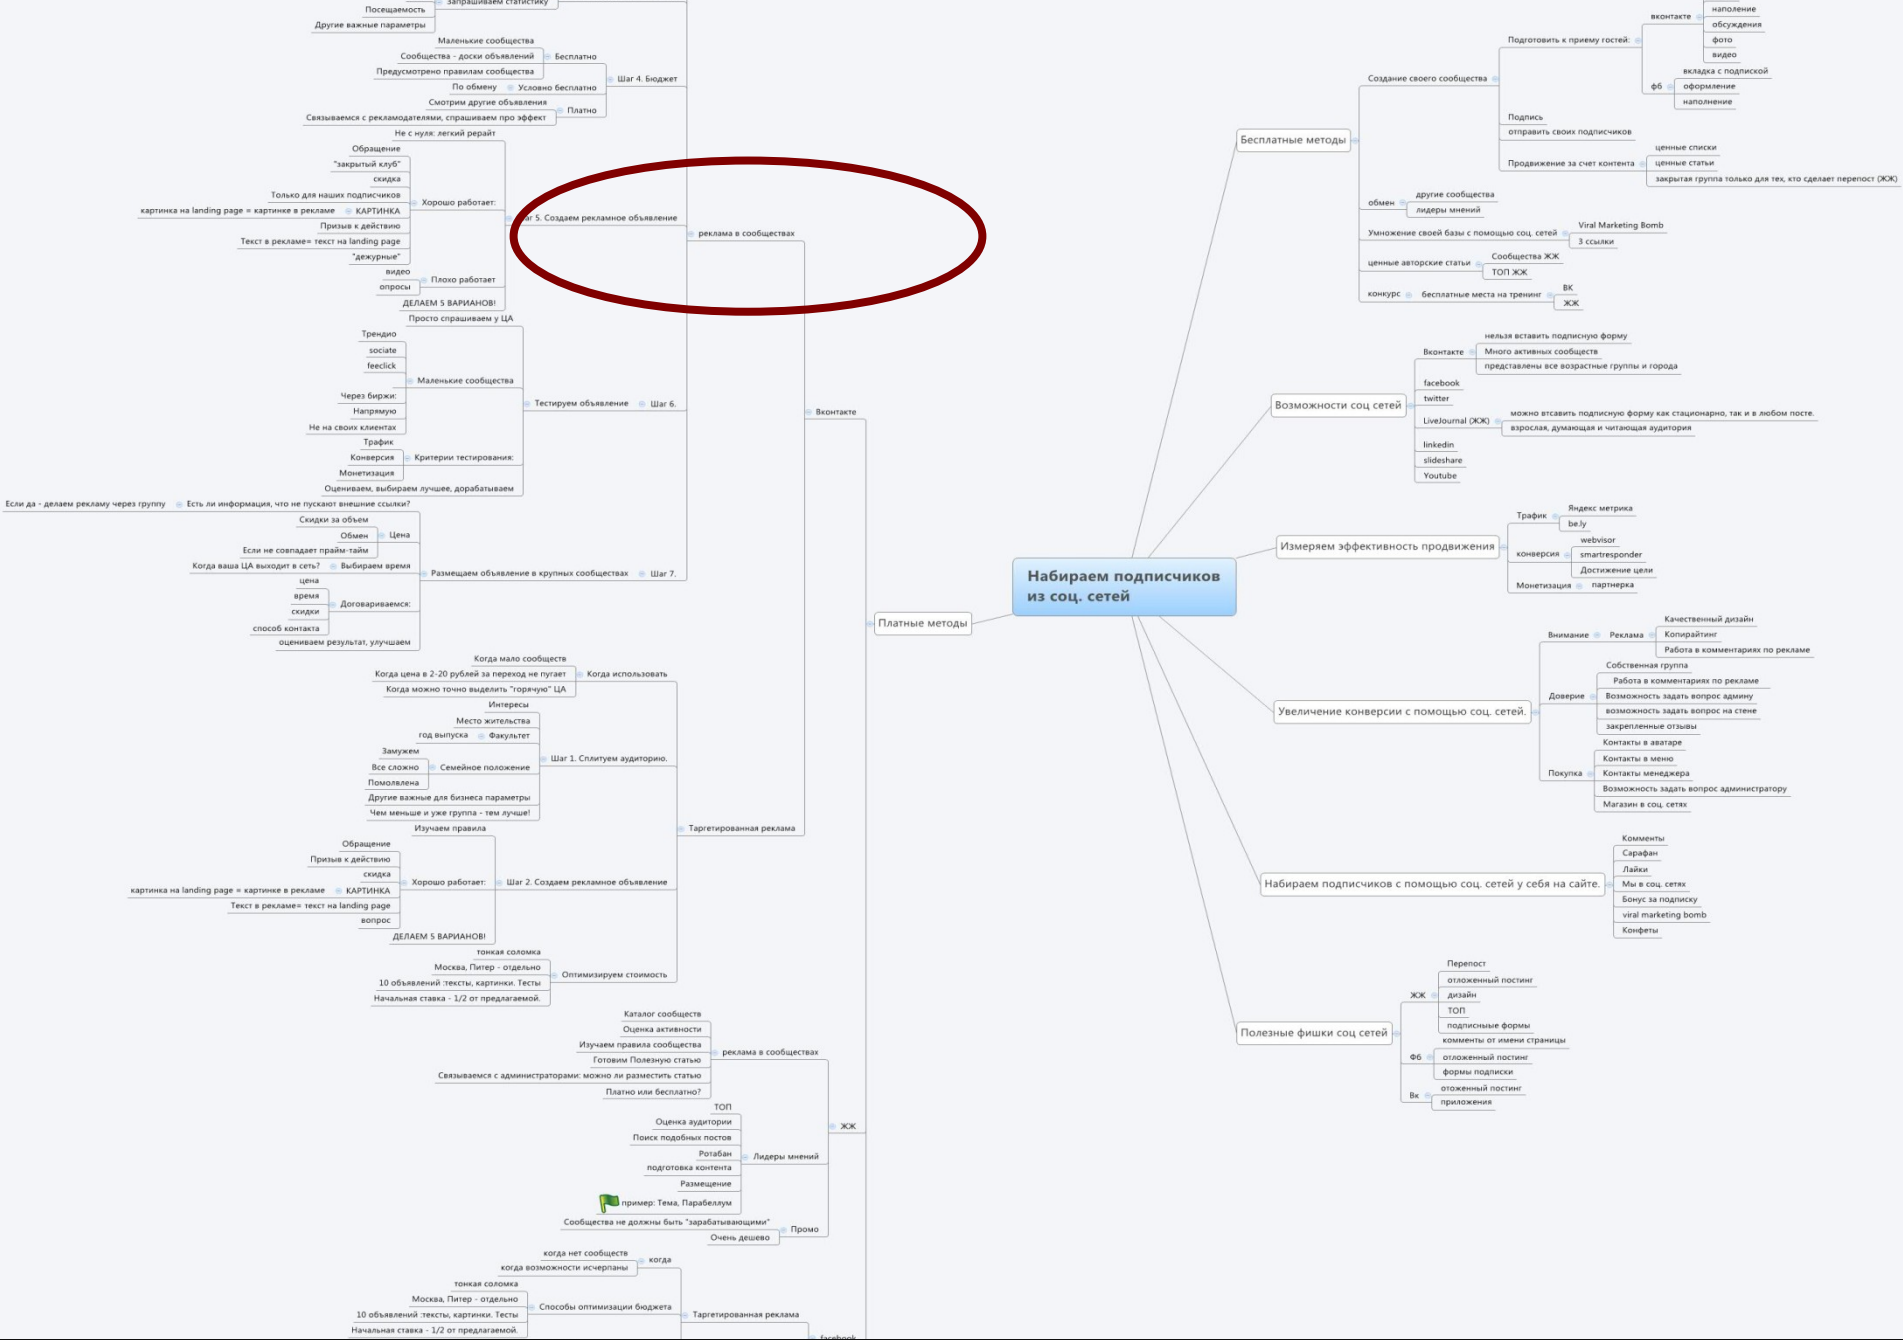 Запрашиваем статистику
Посещаемость
Другие важные параметры
Маленькие сообщества
Сообщества - доски объявлений
Предусмотрено правилам сообщества
Бесплатно
По обмену
Условно бесплатно
Шаг 4. Бюджет
Смотрим другие объявления
Связываемся с рекламодателями, спрашиваем про эффект
Платно
Не с нуля: легкий рерайт
Обращение
"закрытый клуб"
скидка
Только для наших подписчиков
картинка на landing page = картинке в рекламе
КАРТИНКА
Призыв к действию
Текст в рекламе= текст на landing page
"дежурные"
Хорошо работает:
видео
опросы
Плохо работает
ДЕЛАЕМ 5 ВАРИАНОВ!
аг 5. Создаем рекламное объявление
реклама в сообществах
Просто спрашиваем у ЦА
Трендио
sociate
feeclick
Маленькие сообщества
Через биржи:
Напрямую
Не на своих клиентах
Трафик
Конверсия
Монетизация
Критерии тестирования:
Оцениваем, выбираем лучшее, дорабатываем
Тестируем объявление
Шаг 6.
Вконтакте
Если да - делаем рекламу через группу
Есть ли информация, что не пускают внешние ссылки?
Скидки за объем
Обмен
Если не совпадает прайм-тайм
Цена
Когда ваша ЦА выходит в сеть?
Выбираем время
цена
время
скидки
способ контакта
Договариваемся:
оцениваем результат, улучшаем
Размещаем объявление в крупных сообществах
Шаг 7.
Платные методы
Когда мало сообществ
Когда цена в 2-20 рублей за переход не пугает
Когда можно точно выделить "горячую" ЦА
Когда использовать
Интересы
Место жительства
год выпуска
Факультет
Замужем
Все сложно
Помолвлена
Семейное положение
Другие важные для бизнеса параметры
Чем меньше и уже группа - тем лучше!
Шаг 1. Сплитуем аудиторию.
Таргетированная реклама
Изучаем правила
Обращение
Призыв к действию
скидка
картинка на landing page = картинке в рекламе
КАРТИНКА
Текст в рекламе= текст на landing page
вопрос
Хорошо работает:
ДЕЛАЕМ 5 ВАРИАНОВ!
Шаг 2. Создаем рекламное объявление
тонкая соломка
Москва, Питер - отдельно
10 объявлений :тексты, картинки. Тесты
Начальная ставка - 1/2 от предлагаемой.
Оптимизируем стоимость
Каталог сообществ
Оценка активности
Изучаем правила сообщества
Готовим Полезную статью
Связываемся с администраторами: можно ли разместить статью
Платно или бесплатно?
реклама в сообществах
ТОП
Оценка аудитории
Поиск подобных постов
Ротабан
подготовка контента
Размещение
пример: Тема, Парабеллум
Лидеры мнений
ЖЖ
Сообщества не должны быть "зарабатывающими"
Очень дешево
Промо
когда нет сообществ
когда возможности исчерпаны
когда
тонкая соломка
Москва, Питер - отдельно
10 объявлений :тексты, картинки. Тесты
Начальная ставка - 1/2 от предлагаемой.
Способы оптимизации бюджета
Таргетированная реклама
facebook
Набираем подписчиков
из соц. сетей
Бесплатные методы
Создание своего сообщества
Подготовить к приему гостей:
вконтакте
наполение
обсуждения
фото
видео
фб
вкладка с подпиской
оформление
наполнение
Подпись
отправить своих подписчиков
Продвижение за счет контента
ценные списки
ценные статьи
закрытая группа только для тех, кто сделает перепост (ЖЖ)
обмен
другие сообщества
лидеры мнений
Умножение своей базы с помощью соц. сетей
Viral Marketing Bomb
3 ссылки
ценные авторские статьи
Сообщества ЖЖ
ТОП ЖЖ
конкурс
бесплатные места на тренинг
ВК
ЖЖ
Возможности соц сетей
Вконтакте
нельзя вставить подписную форму
Много активных сообществ
представлены все возрастные группы и города
facebook
twitter
LiveJournal (ЖЖ)
можно втсавить подписную форму как стационарно, так и в любом посте.
взрослая, думающая и читающая аудитория
linkedin
slideshare
Youtube
Измеряем эффективность продвижения
Трафик
Яндекс метрика
be.ly
конверсия
webvisor
smartresponder
Достижение цели
Монетизация
партнерка
Увеличение конверсии с помощью соц. сетей.
Внимание
Реклама
Качественный дизайн
Копирайтинг
Работа в комментариях по рекламе
Доверие
Собственная группа
Работа в комментариях по рекламе
Возможность задать вопрос админу
возможность задать вопрос на стене
закрепленные отзывы
Покупка
Контакты в аватаре
Контакты в меню
Контакты менеджера
Возможность задать вопрос администратору
Магазин в соц. сетях
Набираем подписчиков с помощью соц. сетей у себя на сайте.
Комменты
Сарафан
Лайки
Мы в соц. сетях
Бонус за подписку
viral marketing bomb
Конфеты
Полезные фишки соц сетей
ЖЖ
Перепост
отложенный постинг
дизайн
ТОП
подписныые формы
Фб
комменты от имени страницы
отложенный постинг
формы подписки
Вк
отоженный постинг
приложения